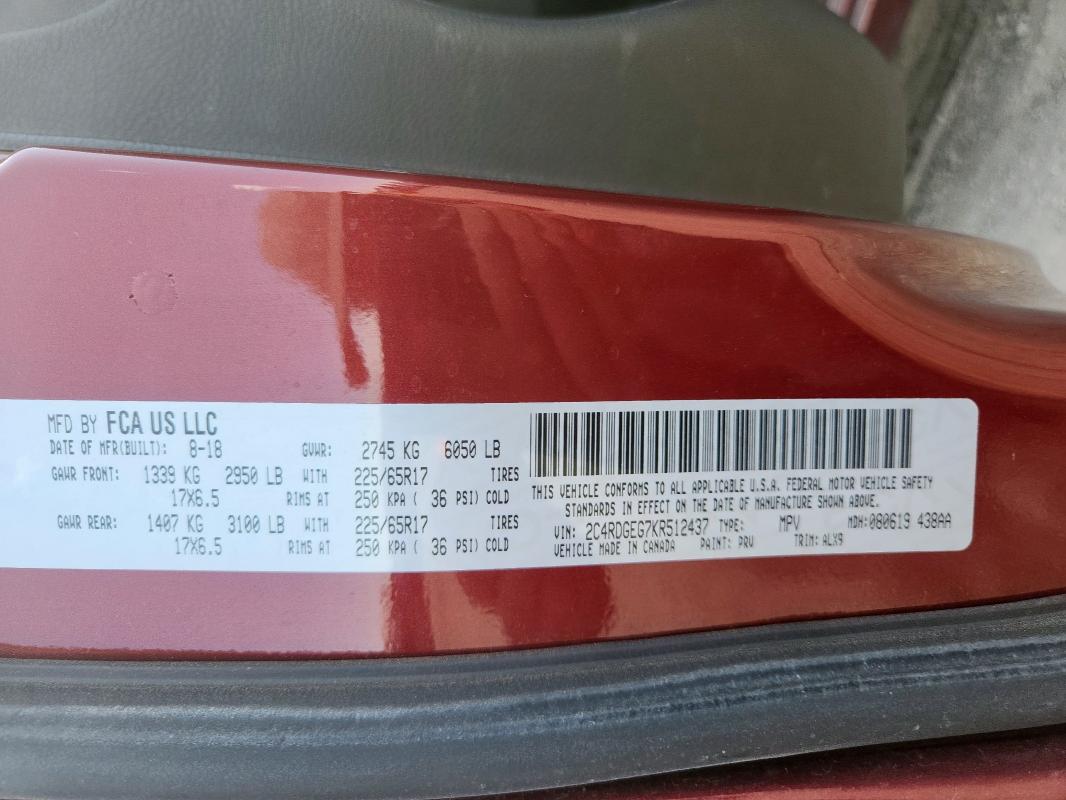 MFD BY FCA US LLC
DATE OF MFR(BUILT): 8-18 GVWR: 2745 KG 6050 LB
GAWR FRONT: 1339 KG 2950 LB WITH 225/65R17 TIRES
17X6.5 RIMS AT 250 KPA ( 36 PSI) COLD
GAWR REAR: 1407 KG 3100 LB WITH 225/65R17 TIRES
17X6.5 RIMS AT 250 KPA ( 36 PSI) COLD
THIS VEHICLE CONFORMS TO ALL APPLICABLE U.S.A. FEDERAL MOTOR VEHICLE SAFETY
STANDARDS IN EFFECT ON THE DATE OF MANUFACTURE SHOWN ABOVE.
VIN: 2C4RDGEG7KR512437 TYPE: MPV MDH:080619 438AA
VEHICLE MADE IN CANADA PAINT: PRV TRIM: ALX9